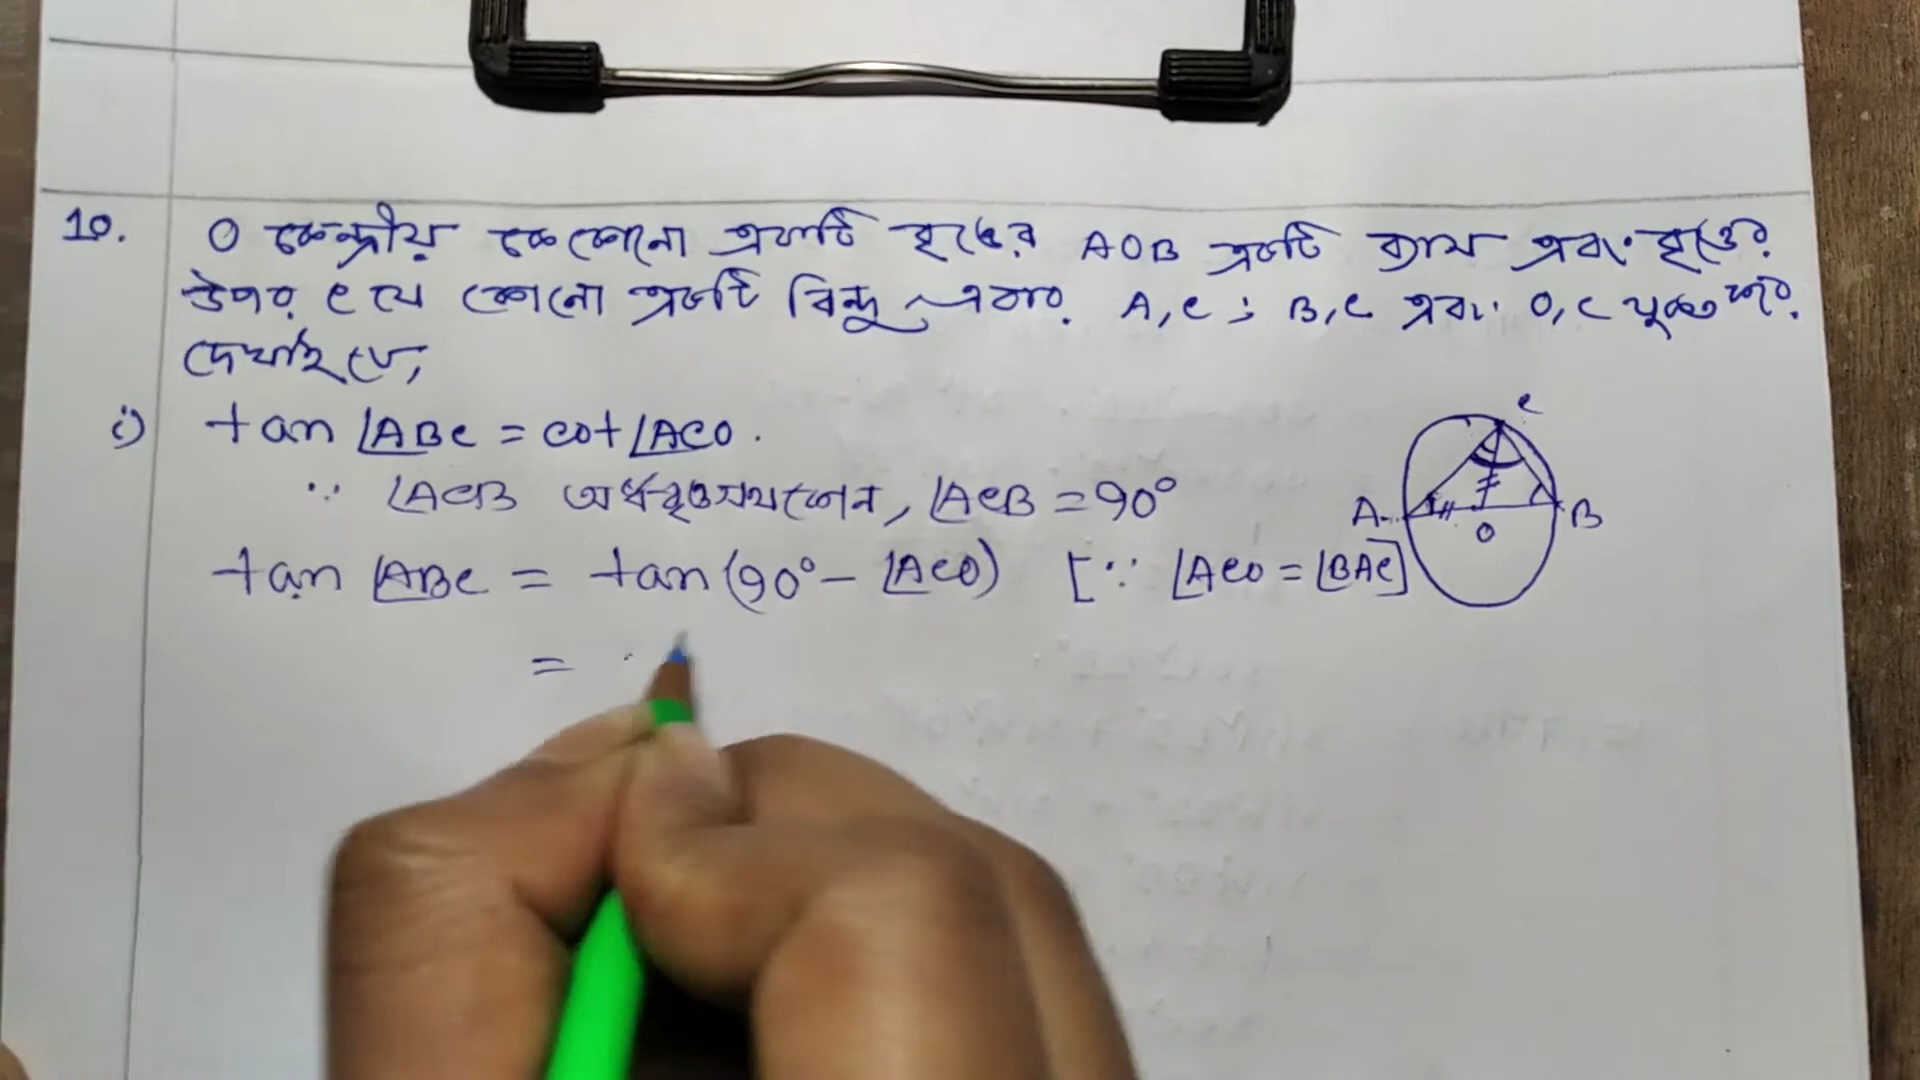 10. O কেন্দ্রীয় যে কোনো একটি বৃত্তের AOB একটি ব্যাস এবং বৃত্তের
উপর C যে কোনো একটি বিন্দু। এবার A,C ; B,C এবং O,C যুক্ত করে
দেখাই যে,
i) tan ∠ABC = cot ∠ACO.
∵ ∠ACB অর্ধবৃত্তস্থ কোন, ∠ACB = 90°
tan ∠ABC = tan (90° - ∠ACO) [∵ ∠ACO = ∠BAC]
=
C
A
B
O